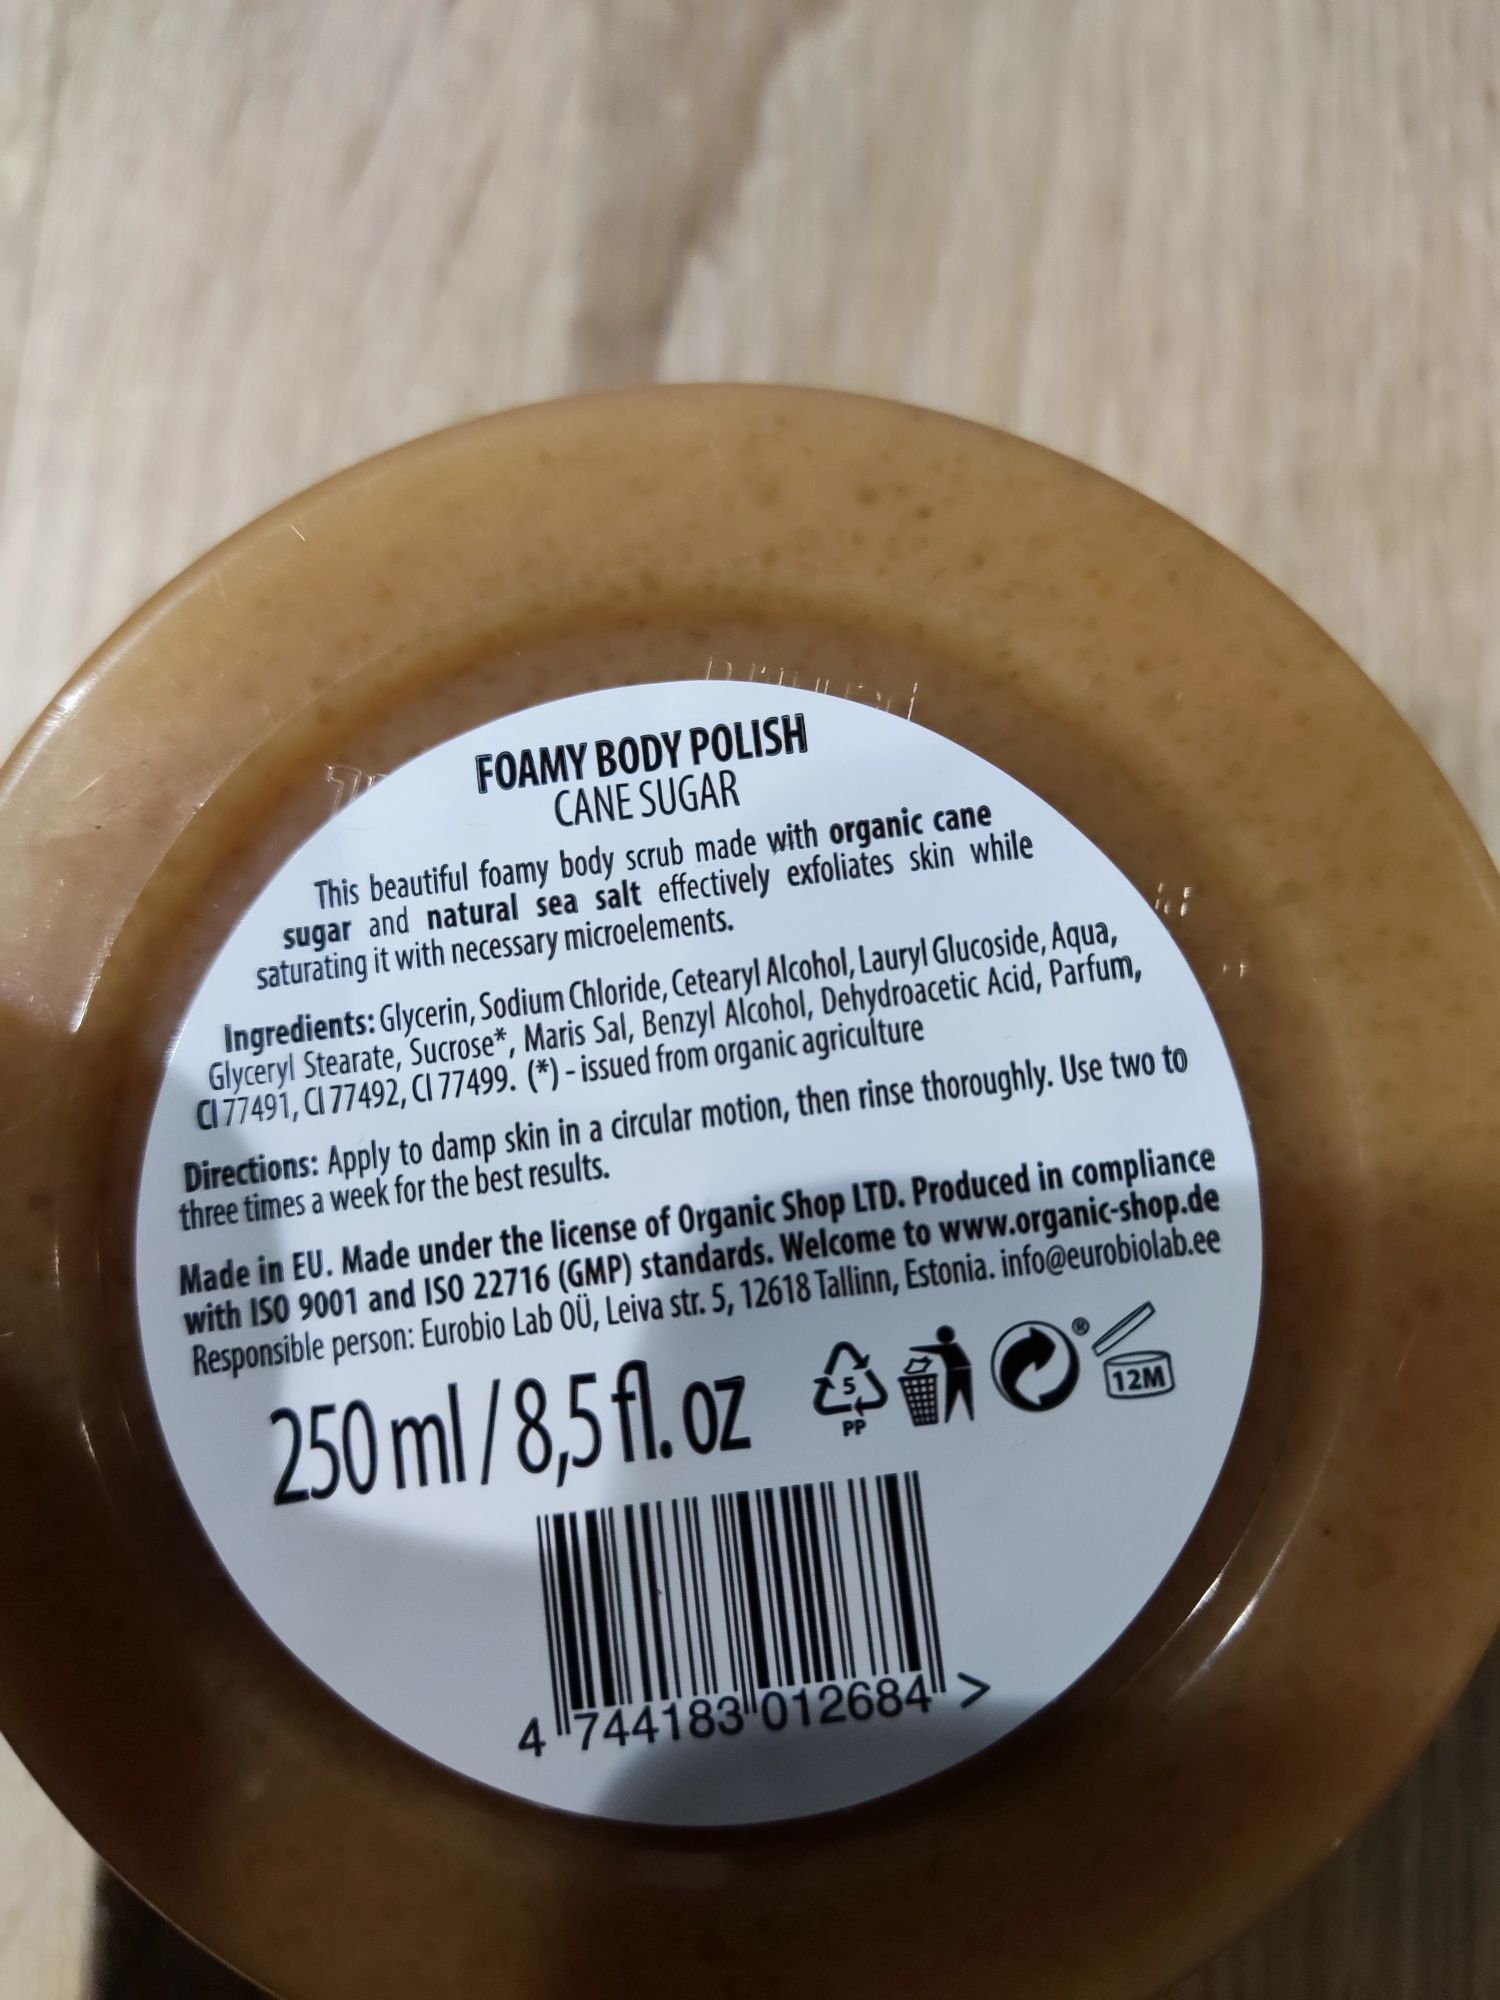 FOAMY BODY POLISH
CANE SUGAR
This beautiful foamy body scrub made with organic cane
sugar and natural sea salt effectively exfoliates skin while
saturating it with necessary microelements.
Ingredients: Glycerin, Sodium Chloride, Cetearyl Alcohol, Lauryl Glucoside, Aqua,
Glyceryl Stearate, Sucrose*, Maris Sal, Benzyl Alcohol, Dehydroacetic Acid, Parfum,
CI 77491, CI 77492, CI 77499. (*) - issued from organic agriculture
Directions: Apply to damp skin in a circular motion, then rinse thoroughly. Use two to
three times a week for the best results.
Made in EU. Made under the license of Organic Shop LTD. Produced in compliance
with ISO 9001 and ISO 22716 (GMP) standards. Welcome to www.organic-shop.de
Responsible person: Eurobio Lab OÜ, Leiva str. 5, 12618 Tallinn, Estonia. info@eurobiolab.ee
250 ml / 8,5 fl. oz
5
PP
®
12M
4 744183 012684 >